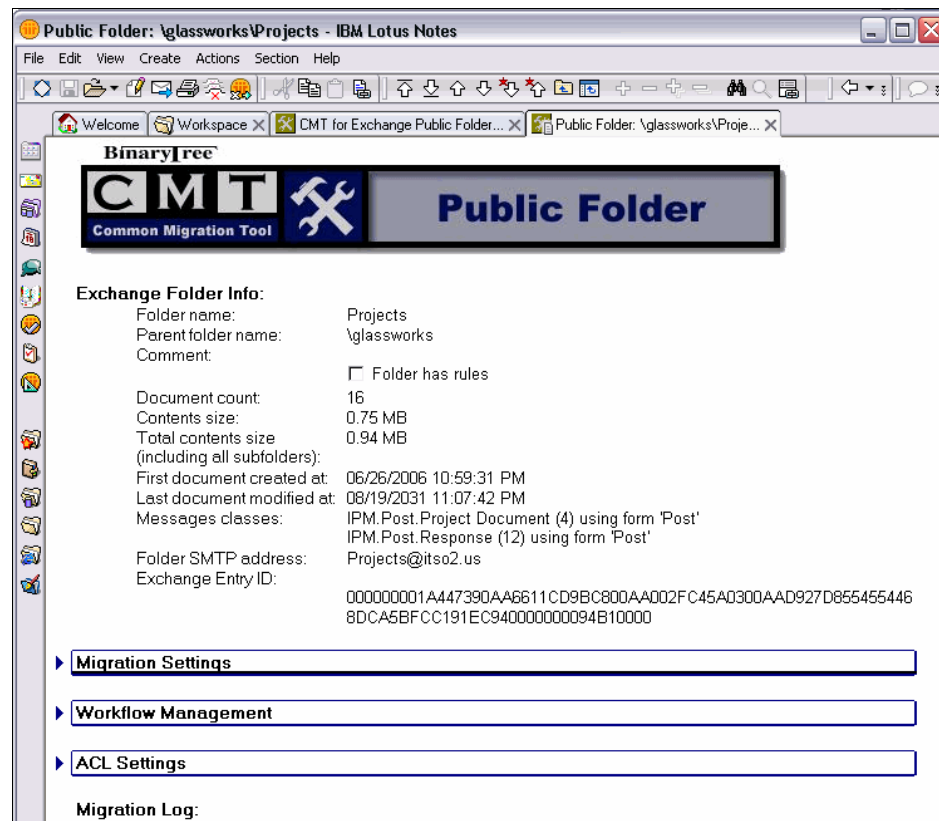 Public Folder: \glassworks\Projects - IBM Lotus Notes
File Edit View Create Actions Section Help
Welcome Workspace CMT for Exchange Public Folder... Public Folder: \glassworks\Proje...
BinaryTree
CMT
Common Migration Tool
Public Folder
Exchange Folder Info:
Folder name: Projects
Parent folder name: \glassworks
Comment:
Folder has rules
Document count: 16
Contents size: 0.75 MB
Total contents size 0.94 MB
(including all subfolders):
First document created at: 06/26/2006 10:59:31 PM
Last document modified at: 08/19/2031 11:07:42 PM
Messages classes: IPM.Post.Project Document (4) using form 'Post'
IPM.Post.Response (12) using form 'Post'
Folder SMTP address: Projects@itso2.us
Exchange Entry ID:
000000001A447390AA6611CD9BC800AA002FC45A0300AAD927D855455446
8DCA5BFCC191EC940000000094B10000
Migration Settings
Workflow Management
ACL Settings
Migration Log: